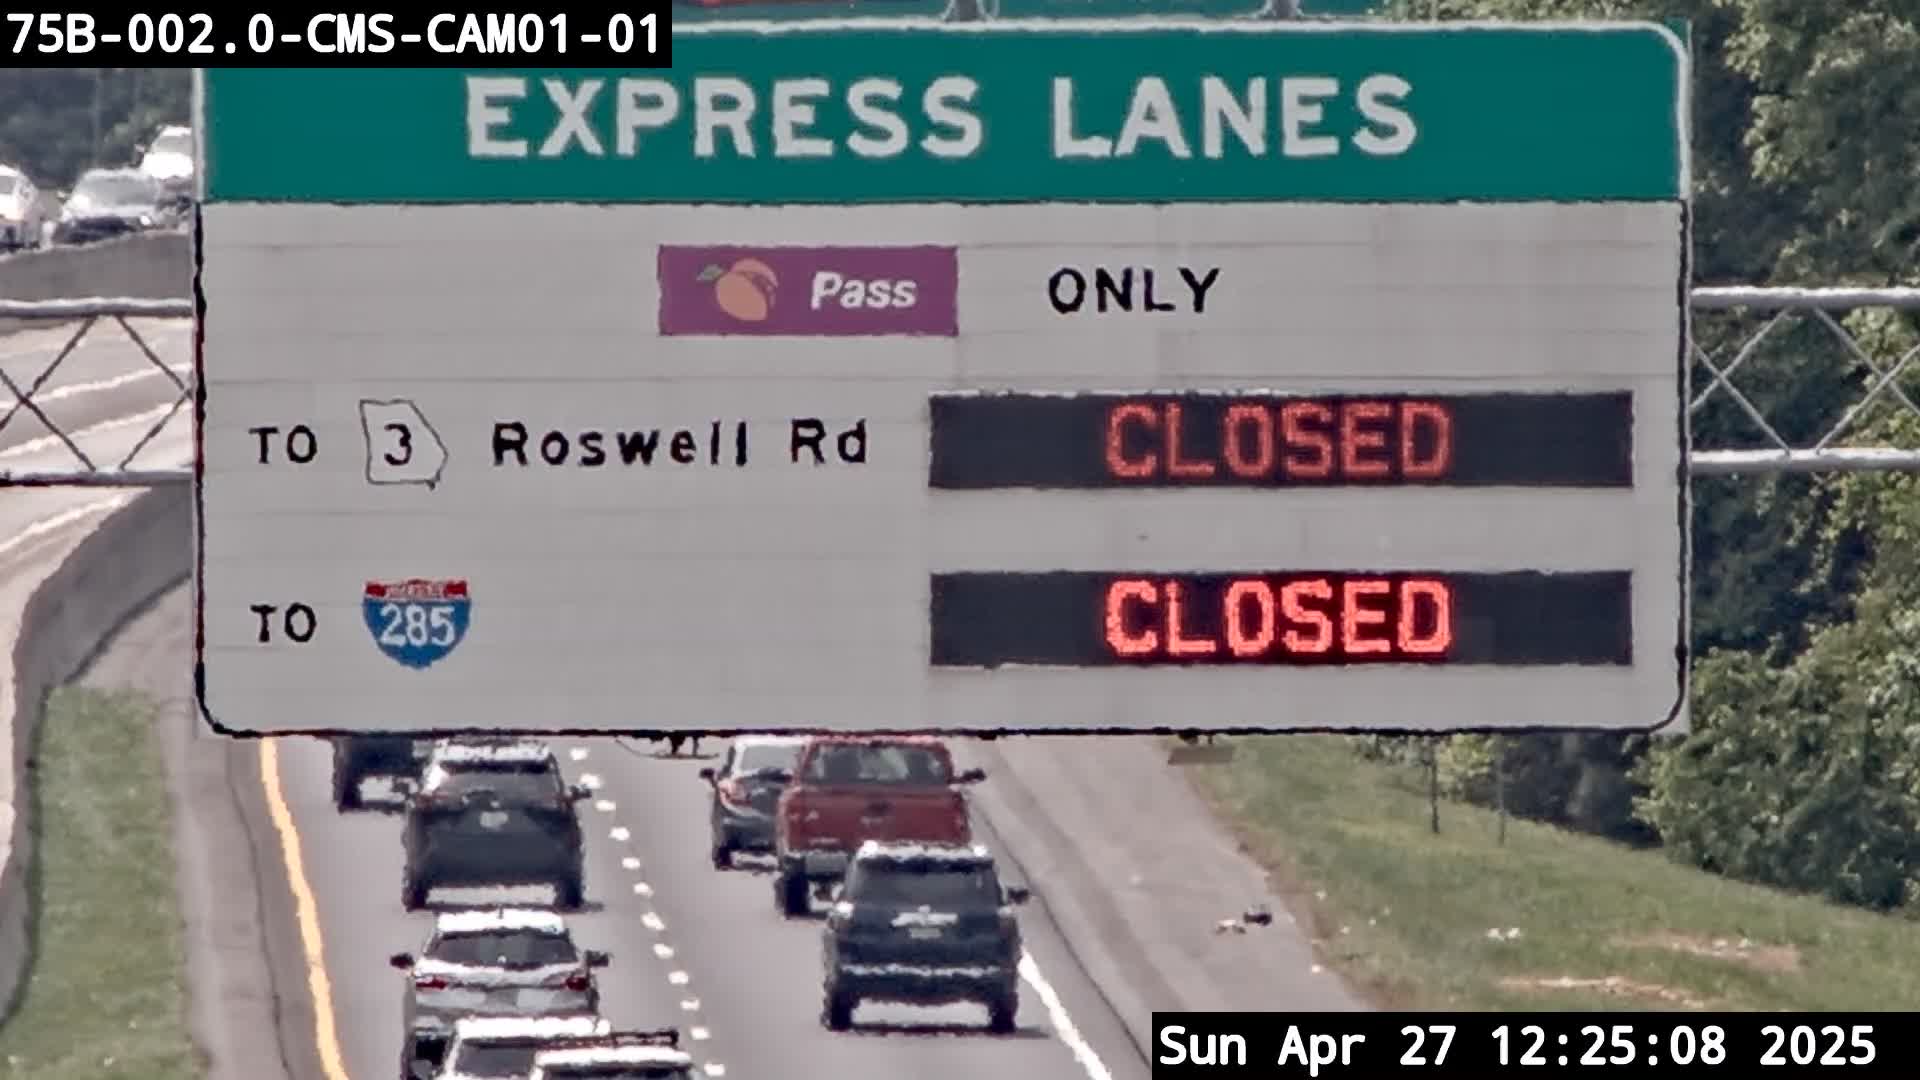 75B-002.0-CMS-CAM01-01
EXPRESS LANES
Pass ONLY
TO 3 Roswell Rd CLOSED
TO 285 CLOSED
Sun Apr 27 12:25:08 2025